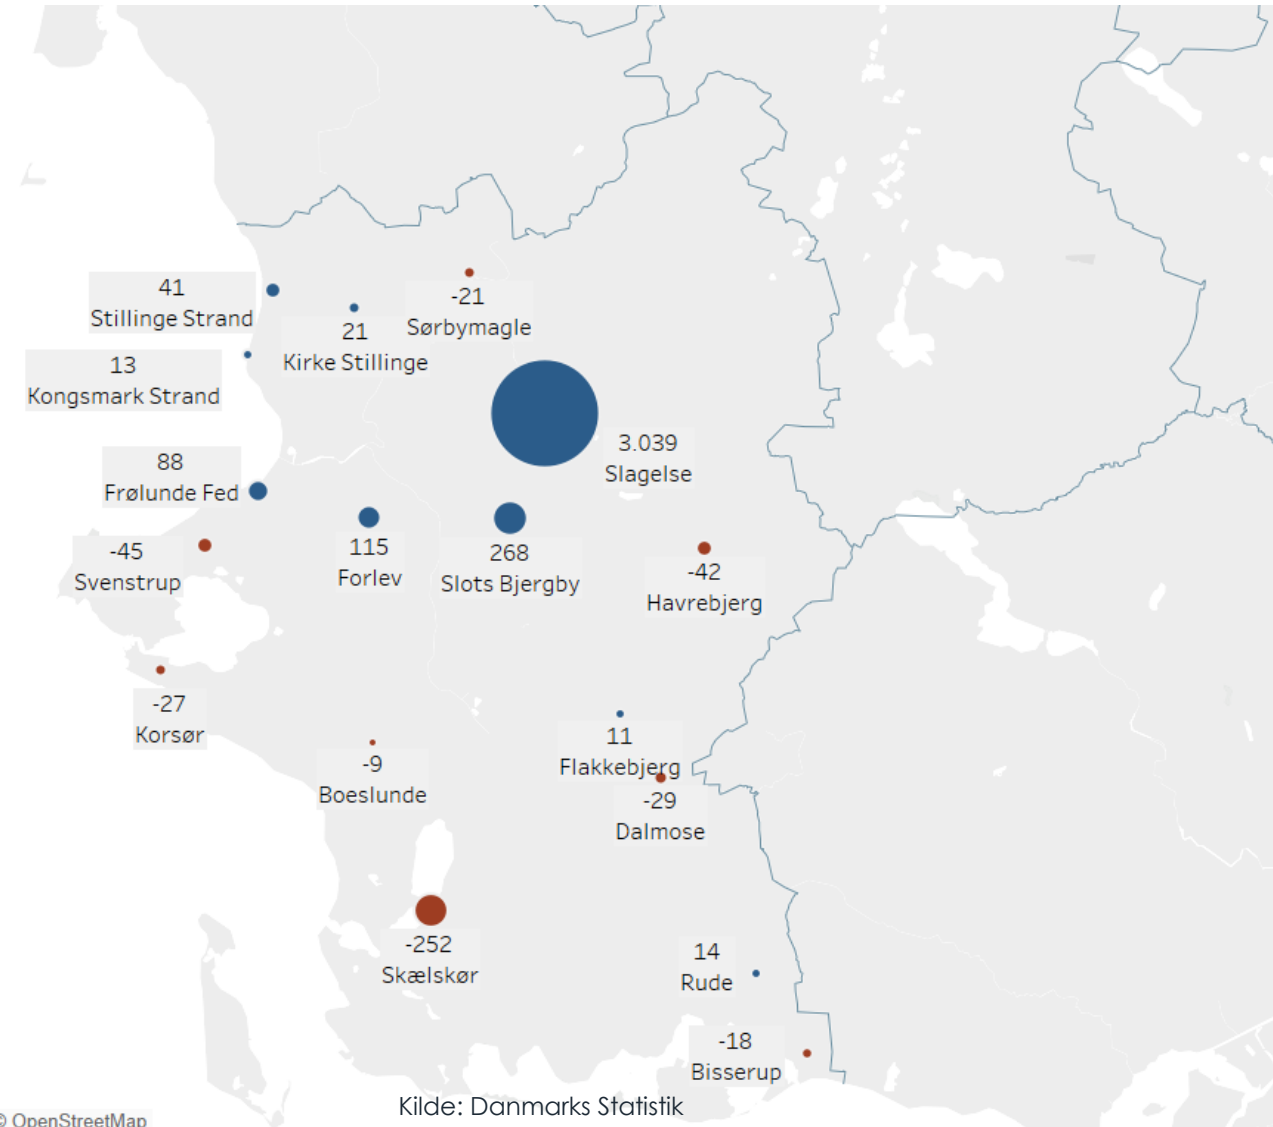 41
Stillinge Strand
21
Kirke Stillinge
-21
Sørbymagle
13
Kongsmark Strand
3.039
Slagelse
88
Frølunde Fed
-45
Svenstrup
115
Forlev
268
Slots Bjergby
-42
Havrebjerg
-27
Korsør
-9
Boeslunde
11
Flakkebjerg
-29
Dalmose
-252
Skælskør
14
Rude
-18
Bisserup
Kilde: Danmarks Statistik
© OpenStreetMap